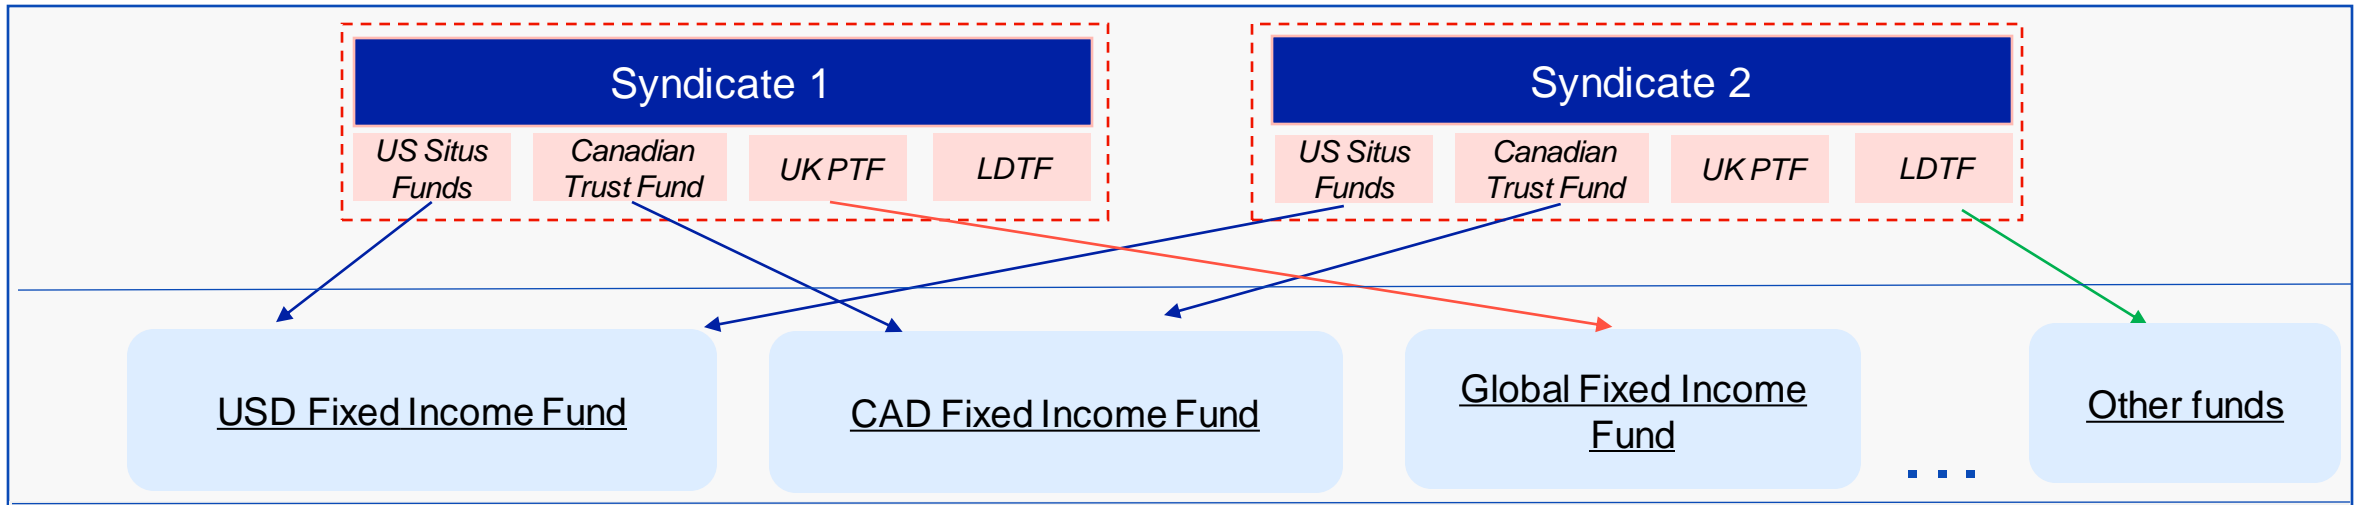 Syndicate 1
Syndicate 2
US Situs
Funds
Canadian
Trust Fund
UK PTF
LDTF
US Situs
Funds
Canadian
Trust Fund
UK PTF
LDTF
USD Fixed Income Fund
CAD Fixed Income Fund
Global Fixed Income
Fund
...
Other funds